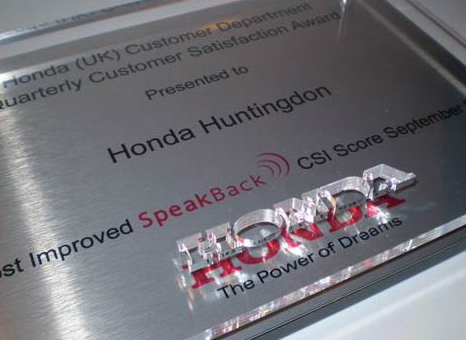 Honda (UK) Customer Department
Quarterly Customer Satisfaction Award
Presented to
Honda Huntingdon
Improved SpeakBack CSI Score September
HONDA
The Power of Dreams